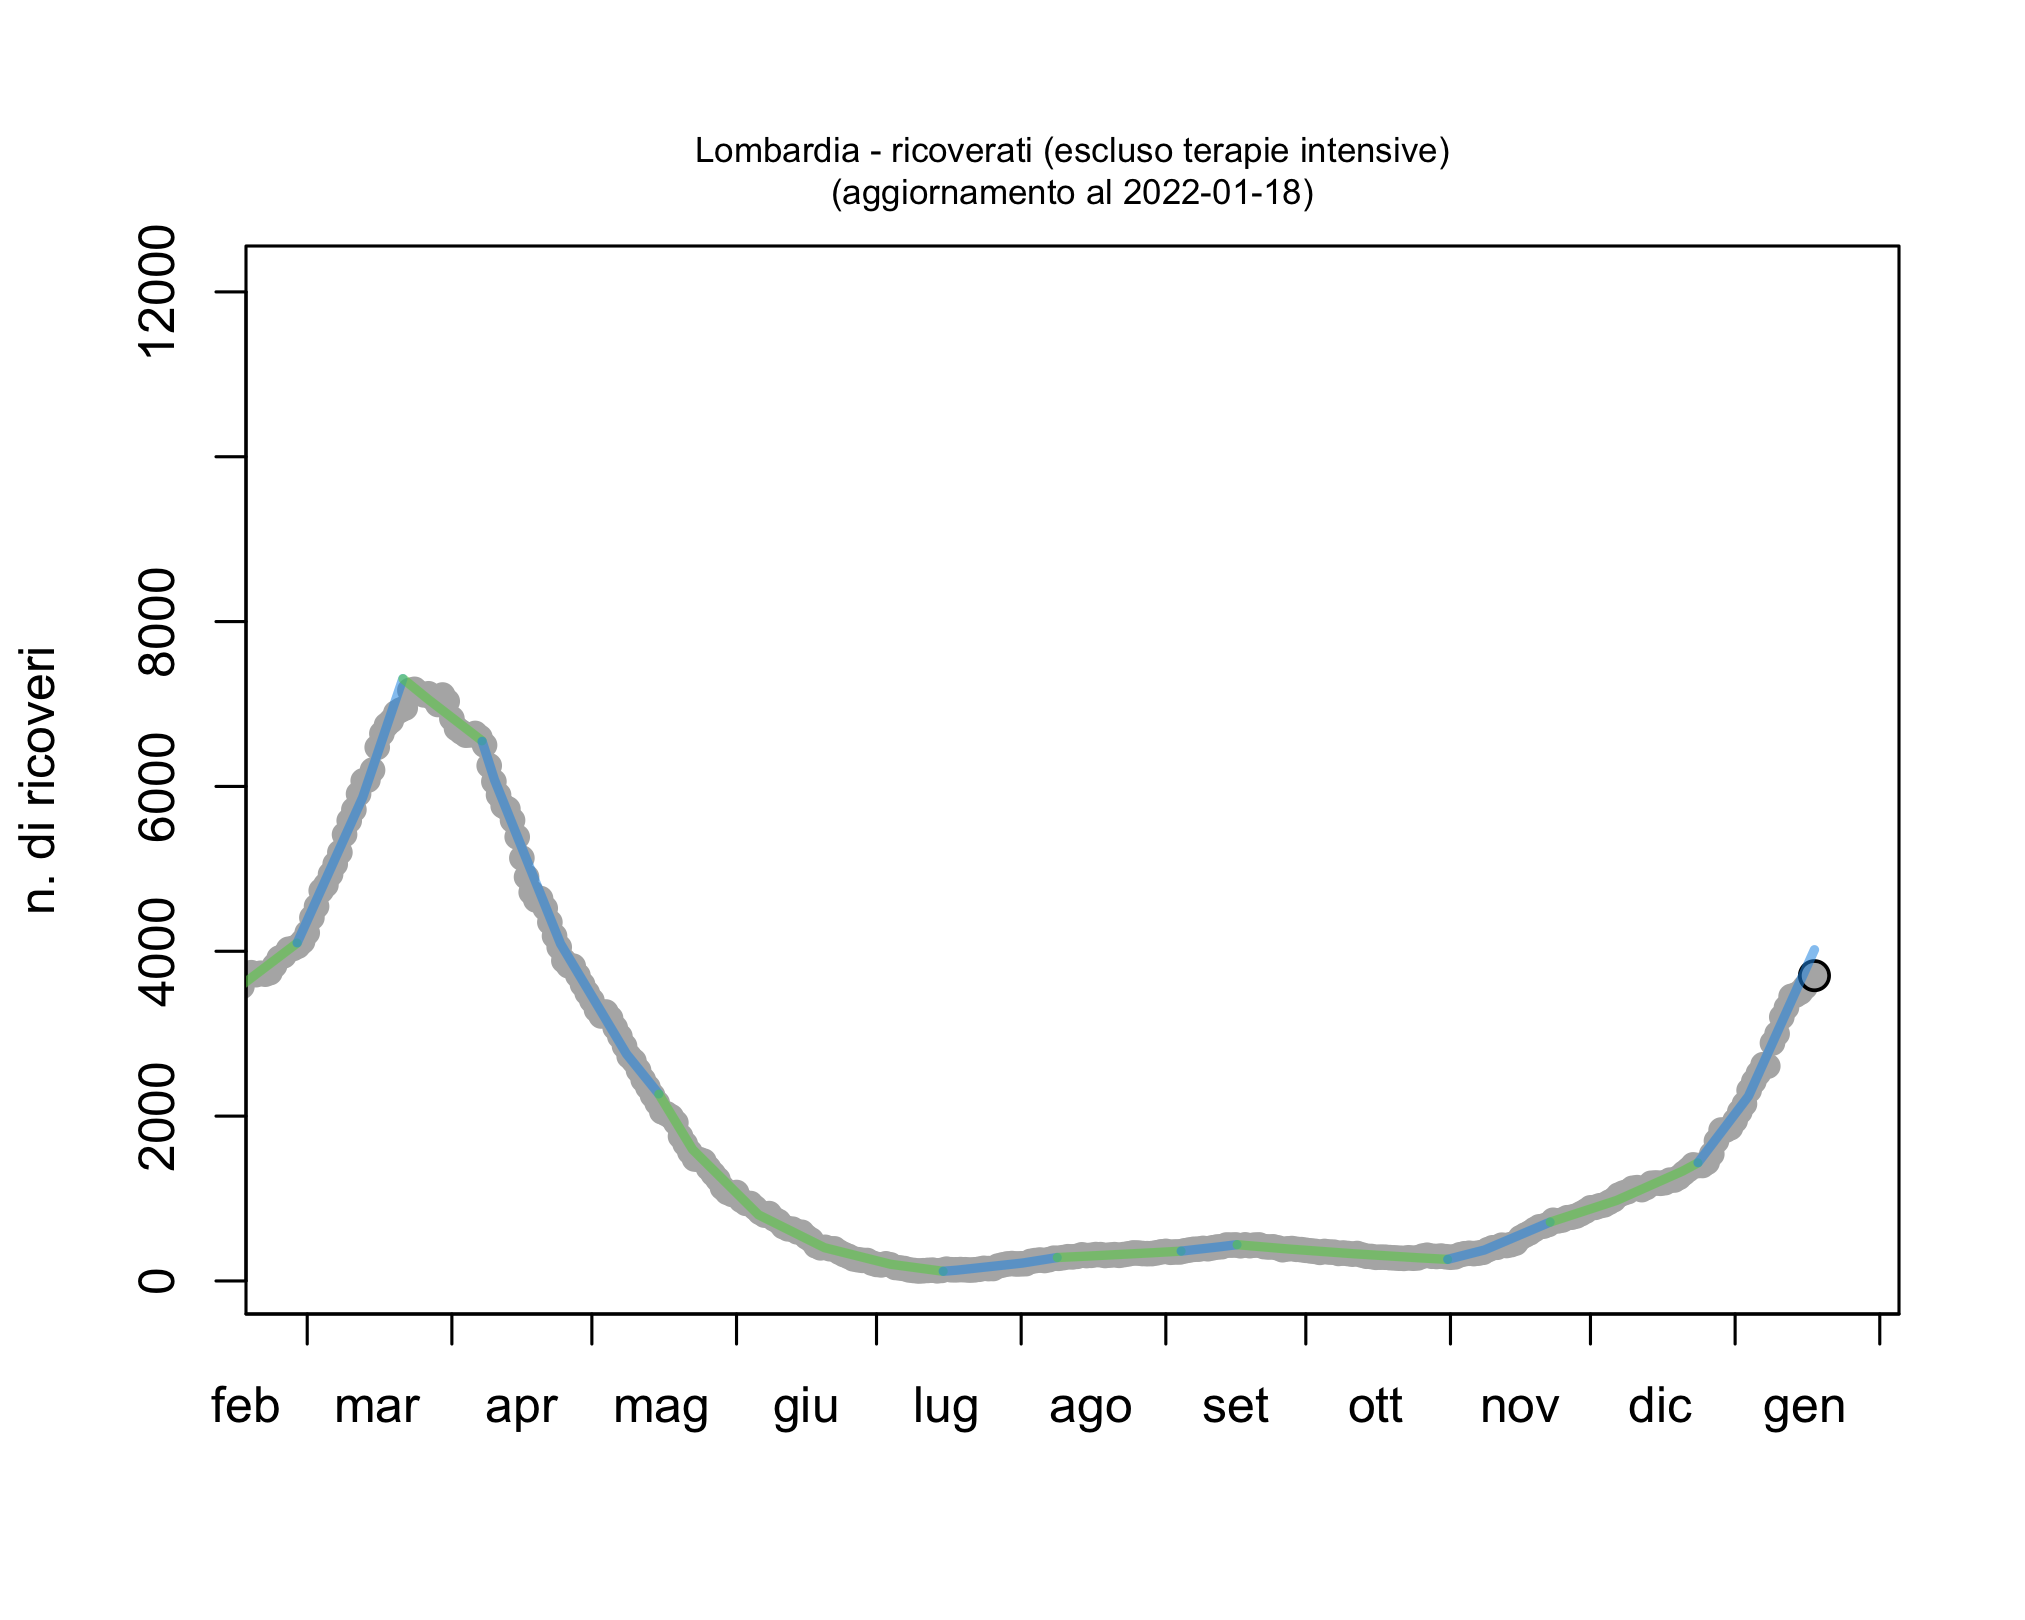 Lombardia - ricoverati (escluso terapie intensive)
(aggiornamento al 2022-01-18)
n. di ricoveri
12000
8000
6000
4000
2000
0
feb mar apr mag giu lug ago set ott nov dic gen